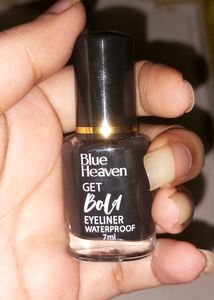 Blue
Heaven
GET
Bold
EYELINER
WATERPROOF
7ml